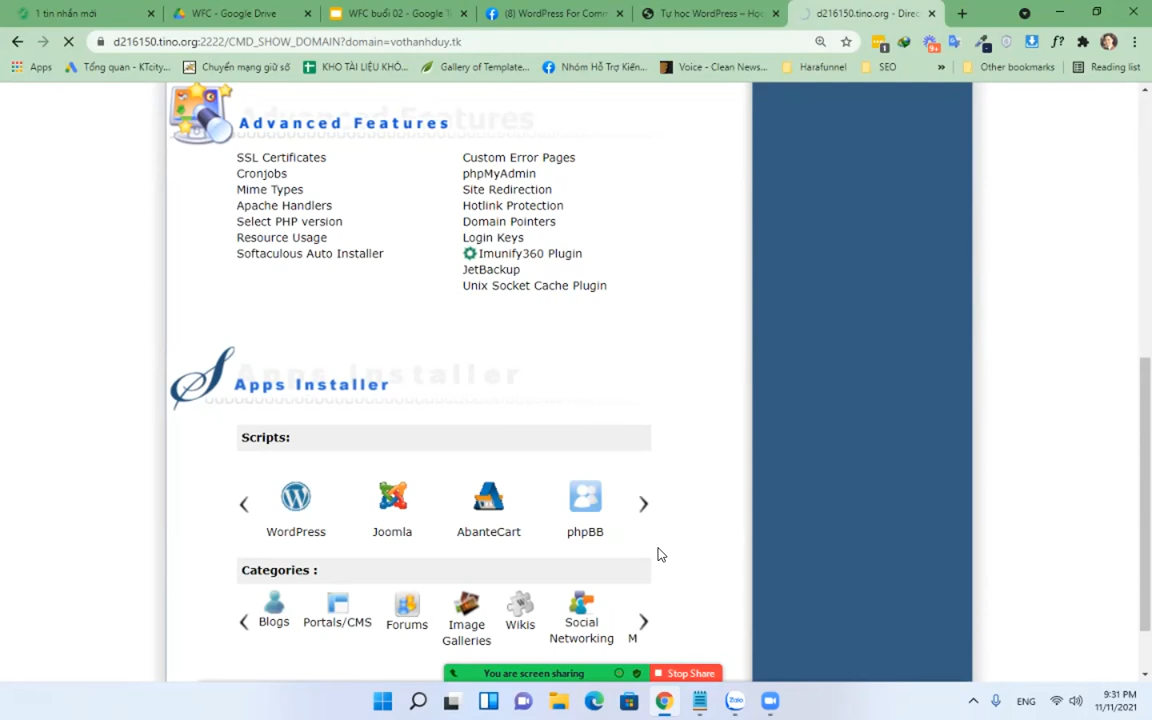 1 tin nhắn mới
WFC - Google Drive
WFC buổi 02 - Google T
(8) WordPress For Comm
Tự học WordPress – Học
d216150.tino.org - Direc
d216150.tino.org:2222/CMD_SHOW_DOMAIN?domain=vothanhduy.tk
1
9+
f?
Apps
Tổng quan - KTcity...
Chuyển mạng giữ số
KHO TÀI LIỆU KHÓ...
Gallery of Template...
Nhóm Hỗ Trợ Kiến...
Voice - Clean News...
Harafunnel
SEO
»
Other bookmarks
Reading list
Advanced Features
SSL Certificates
Custom Error Pages
Cronjobs
phpMyAdmin
Mime Types
Site Redirection
Apache Handlers
Hotlink Protection
Select PHP version
Domain Pointers
Resource Usage
Login Keys
Softaculous Auto Installer
Imunify360 Plugin
JetBackup
Unix Socket Cache Plugin
Apps Installer
Scripts:
WordPress
Joomla
AbanteCart
phpBB
Categories :
Blogs
Portals/CMS
Forums
Image
Galleries
Wikis
Social
Networking
M
You are screen sharing
Stop Share
Zalo
ENG
9:31 PM
11/11/2021